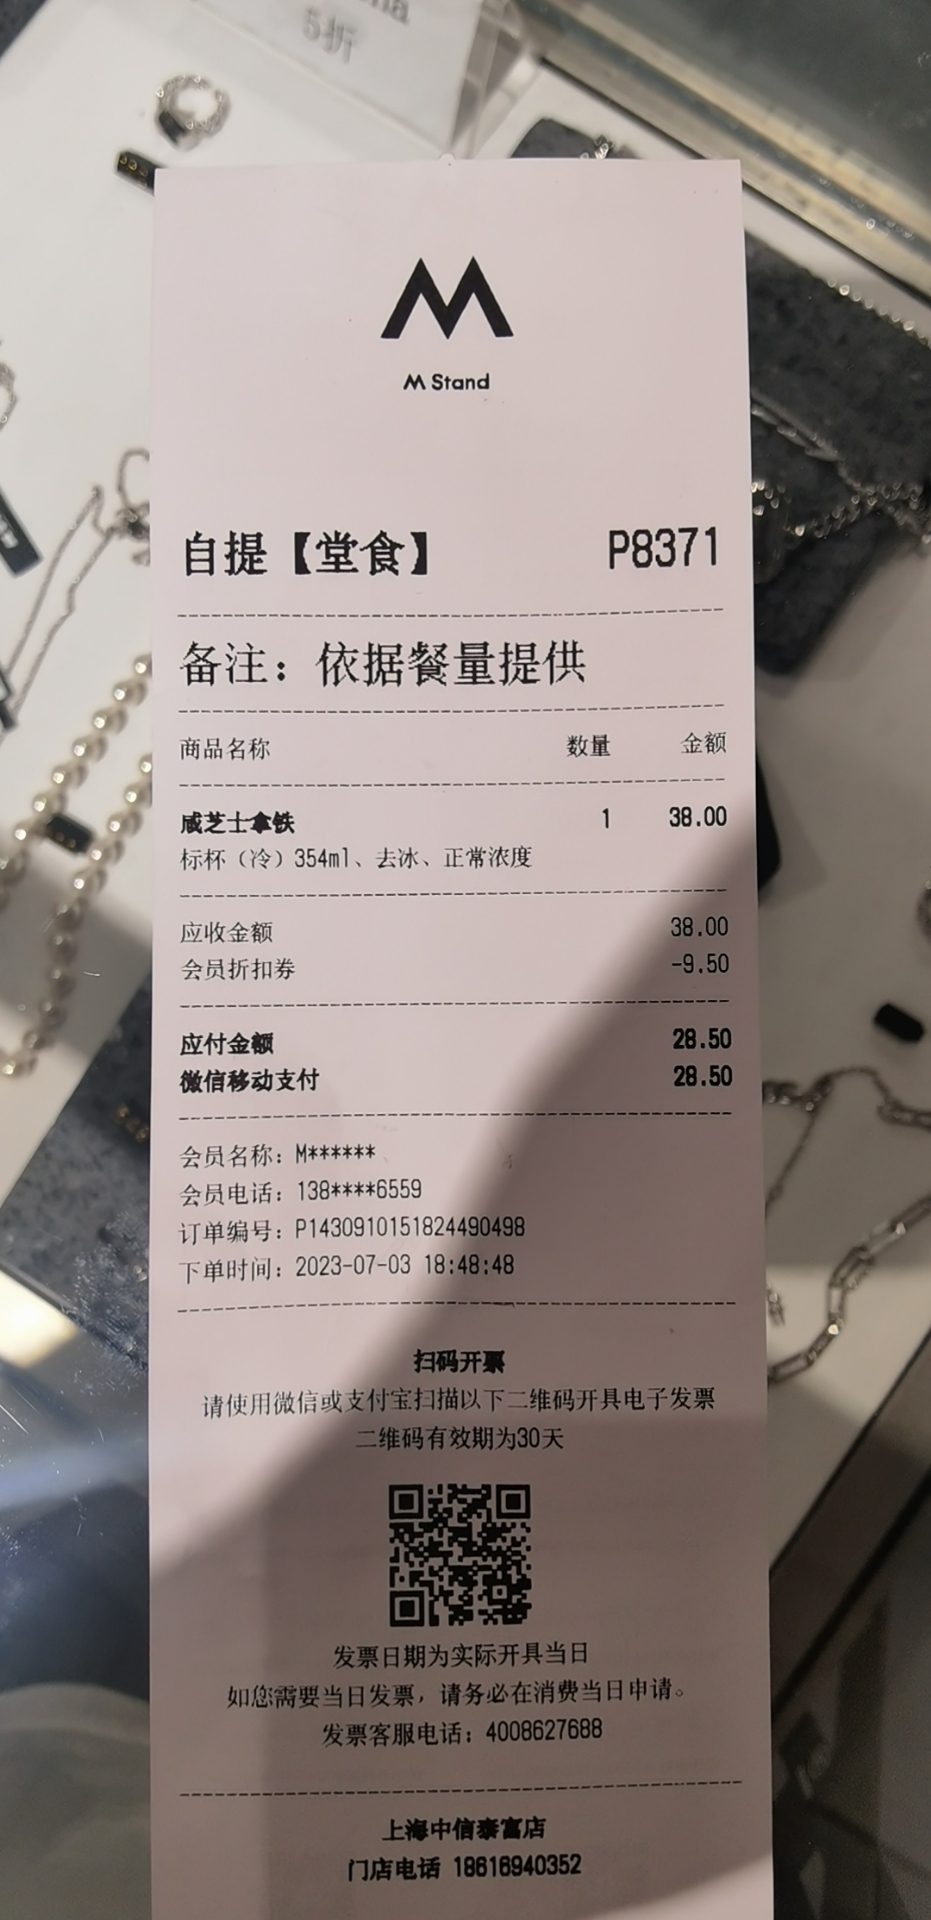 5折
M Stand
自提【堂食】 P8371
备注：依据餐量提供
商品名称 数量 金额
咸芝士拿铁 1 38.00
标杯（冷）354ml、去冰、正常浓度
应收金额 38.00
会员折扣券 -9.50
应付金额 28.50
微信移动支付 28.50
会员名称：M******
会员电话：138****6559
订单编号：P1430910151824490498
下单时间：2023-07-03 18:48:48
扫码开票
请使用微信或支付宝扫描以下二维码开具电子发票
二维码有效期为30天
发票日期为实际开具当日
如您需要当日发票，请务必在消费当日申请。
发票客服电话：4008627688
上海中信泰富店
门店电话 18616940352